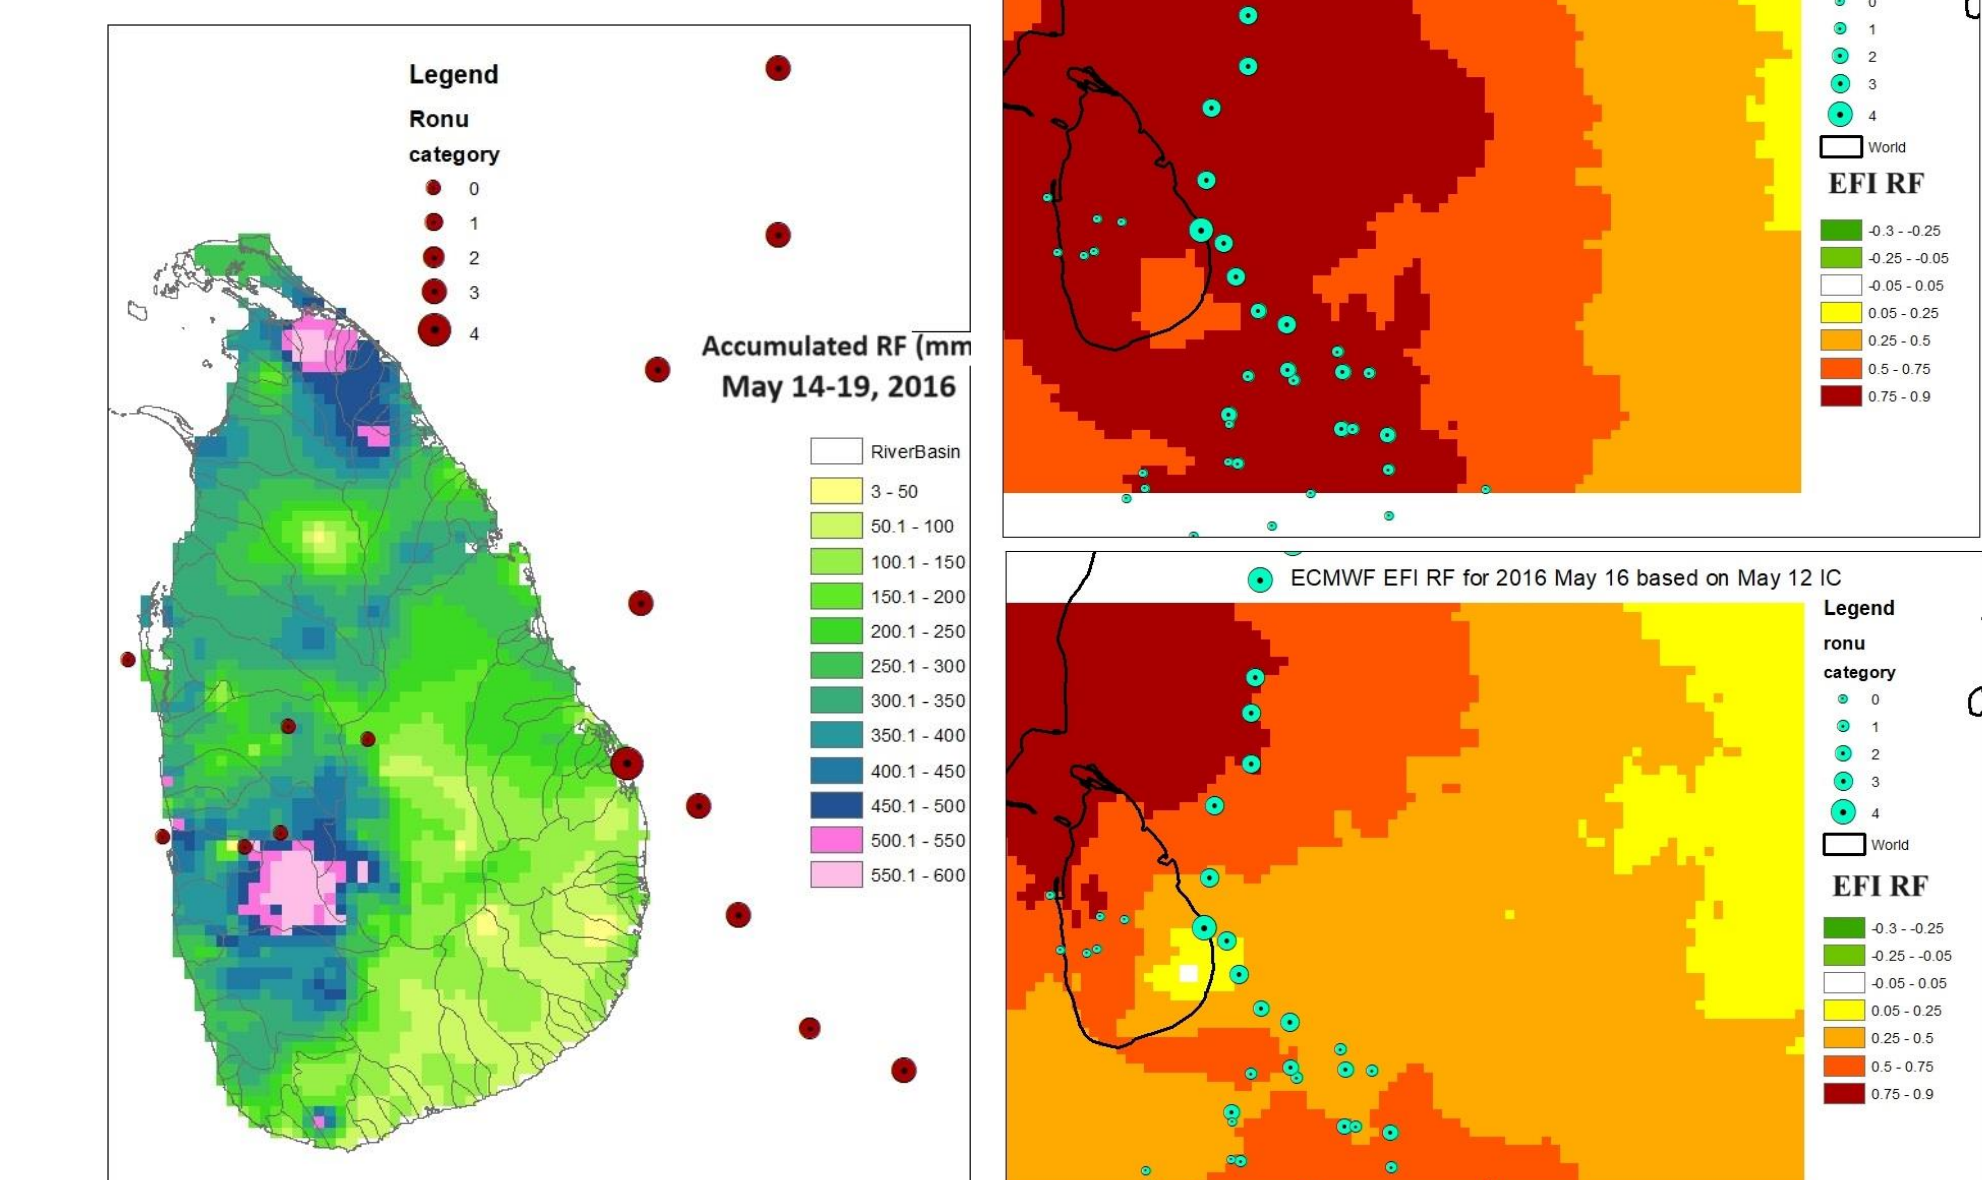 Legend
Ronu
category
0
1
2
3
4
Accumulated RF (mm
May 14-19, 2016
RiverBasin
3 - 50
50.1 - 100
100.1 - 150
150.1 - 200
200.1 - 250
250.1 - 300
300.1 - 350
350.1 - 400
400.1 - 450
450.1 - 500
500.1 - 550
550.1 - 600
0
1
2
3
4
World
EFI RF
-0.3 - -0.25
-0.25 - -0.05
-0.05 - 0.05
0.05 - 0.25
0.25 - 0.5
0.5 - 0.75
0.75 - 0.9
ECMWF EFI RF for 2016 May 16 based on May 12 IC
Legend
ronu
category
0
1
2
3
4
World
EFI RF
-0.3 - -0.25
-0.25 - -0.05
-0.05 - 0.05
0.05 - 0.25
0.25 - 0.5
0.5 - 0.75
0.75 - 0.9